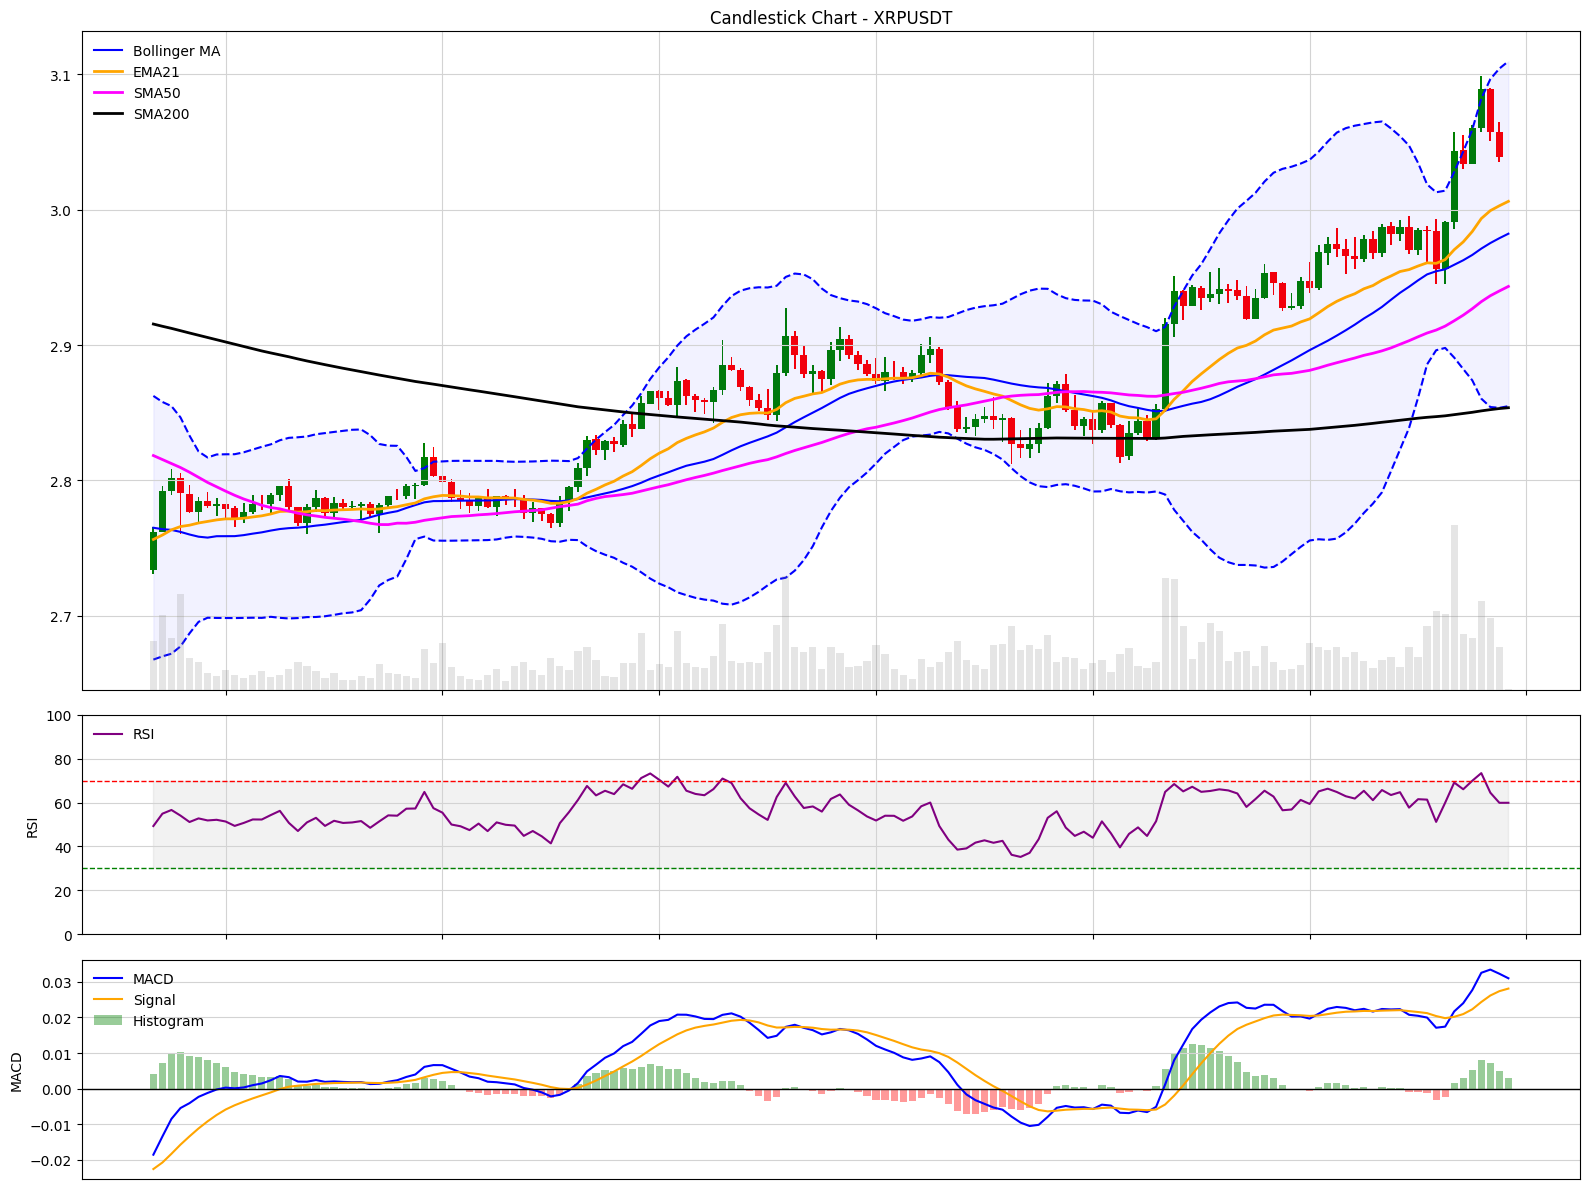 Candlestick Chart - XRPUSDT
Bollinger MA
EMA21
SMA50
SMA200
3.1
3.0
2.9
2.8
2.7
RSI
100
80
60
40
20
0
RSI
MACD
Signal
Histogram
0.03
0.02
0.01
0.00
−0.01
−0.02
MACD